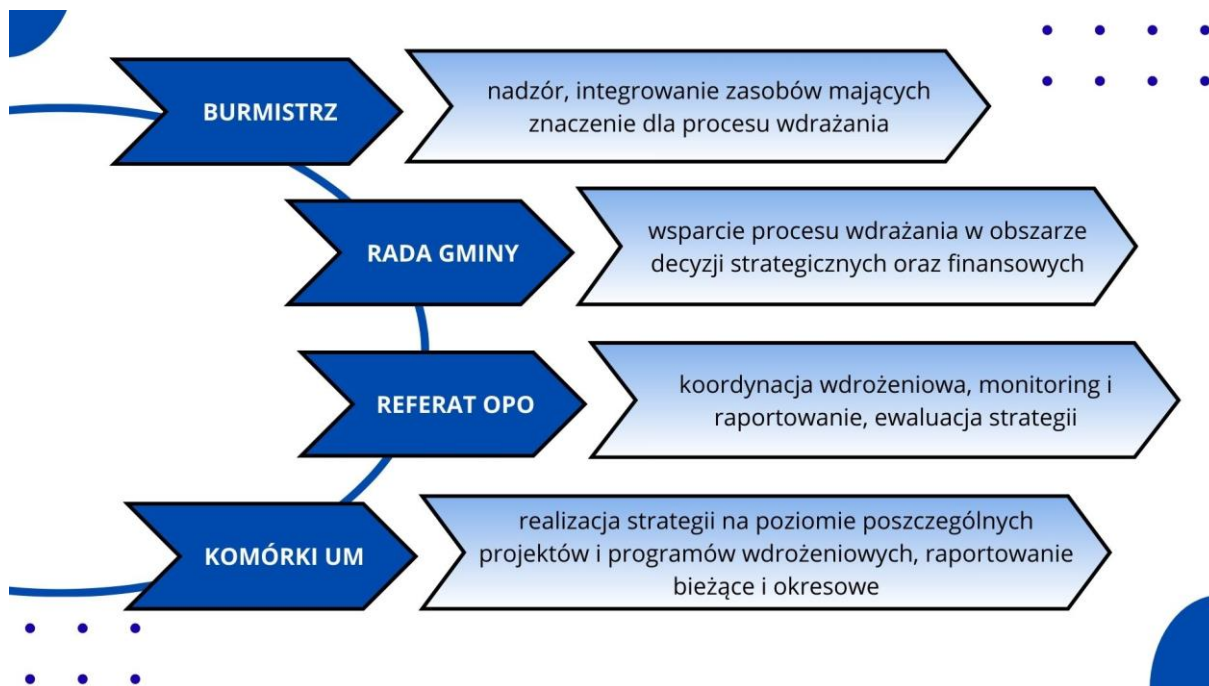 BURMISTRZ
nadzór, integrowanie zasobów mających
znaczenie dla procesu wdrażania
RADA GMINY
wsparcie procesu wdrażania w obszarze
decyzji strategicznych oraz finansowych
REFERAT OPO
koordynacja wdrożeniowa, monitoring i
raportowanie, ewaluacja strategii
KOMÓRKI UM
realizacja strategii na poziomie poszczególnych
projektów i programów wdrożeniowych, raportowanie
bieżące i okresowe